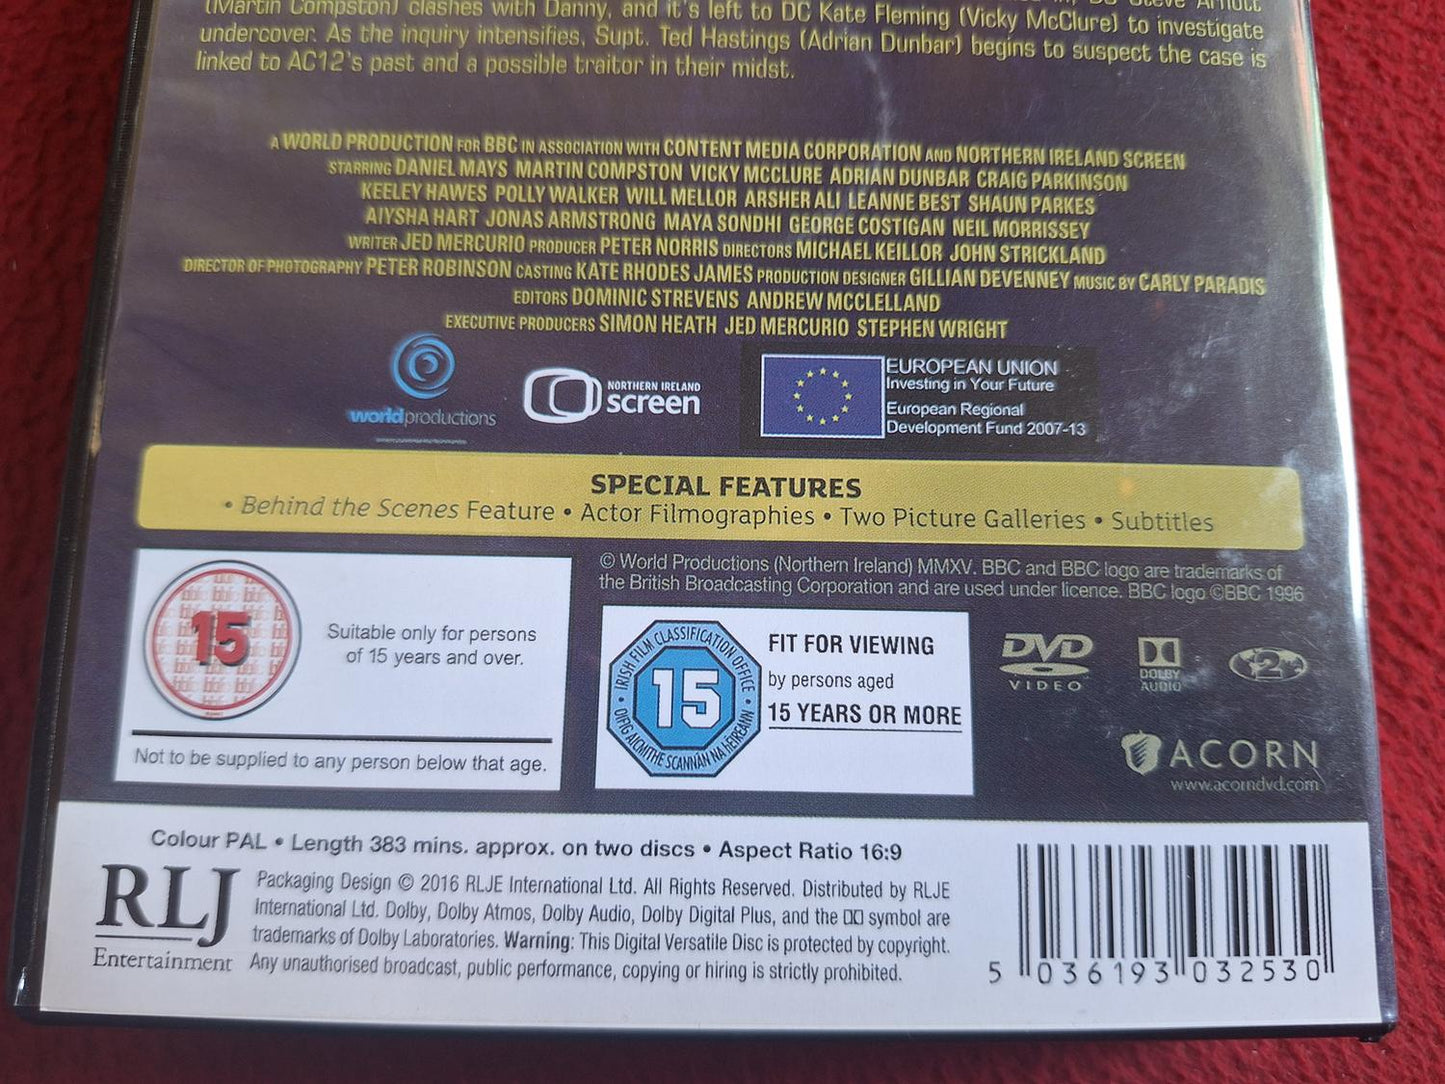 (Martin Compston) clashes with Danny, and it's left to DC Kate Fleming (Vicky McClure) to investigate
undercover. As the inquiry intensifies, Supt. Ted Hastings (Adrian Dunbar) begins to suspect the case is
linked to AC12's past and a possible traitor in their midst.
A WORLD PRODUCTION FOR BBC IN ASSOCIATION WITH CONTENT MEDIA CORPORATION AND NORTHERN IRELAND SCREEN
STARRING DANIEL MAYS MARTIN COMPSTON VICKY MCCLURE ADRIAN DUNBAR CRAIG PARKINSON
KEELEY HAWES POLLY WALKER WILL MELLOR ARSHER ALI LEANNE BEST SHAUN PARKES
AIYSHA HART JONAS ARMSTRONG MAYA SONDHI GEORGE COSTIGAN NEIL MORRISSEY
WRITER JED MERCURIO PRODUCER PETER NORRIS DIRECTORS MICHAEL KEILLOR JOHN STRICKLAND
DIRECTOR OF PHOTOGRAPHY PETER ROBINSON CASTING KATE RHODES JAMES PRODUCTION DESIGNER GILLIAN DEVENNEY MUSIC BY CARLY PARADIS
EDITORS DOMINIC STREVENS ANDREW MCCLELLAND
EXECUTIVE PRODUCERS SIMON HEATH JED MERCURIO STEPHEN WRIGHT
worldproductions
NORTHERN IRELAND
screen
EUROPEAN UNION
Investing in Your Future
European Regional
Development Fund 2007-13
SPECIAL FEATURES
• Behind the Scenes Feature • Actor Filmographies • Two Picture Galleries • Subtitles
© World Productions (Northern Ireland) MMXV. BBC and BBC logo are trademarks of
the British Broadcasting Corporation and are used under licence. BBC logo ©BBC 1996
15
Suitable only for persons
of 15 years and over.
Not to be supplied to any person below that age.
IRISH FILM CLASSIFICATION OFFICE
15
OIFIG AICMITHE SCANNÁN NA hÉIREANN
FIT FOR VIEWING
by persons aged
15 YEARS OR MORE
DVD
VIDEO
DOLBY
AUDIO
2
ACORN
www.acorndvd.com
Colour PAL • Length 383 mins. approx. on two discs • Aspect Ratio 16:9
RLJ
Entertainment
Packaging Design © 2016 RLJE International Ltd. All Rights Reserved. Distributed by RLJE
International Ltd. Dolby, Dolby Atmos, Dolby Audio, Dolby Digital Plus, and the symbol are
trademarks of Dolby Laboratories. Warning: This Digital Versatile Disc is protected by copyright.
Any unauthorised broadcast, public performance, copying or hiring is strictly prohibited.
5 036193 032530